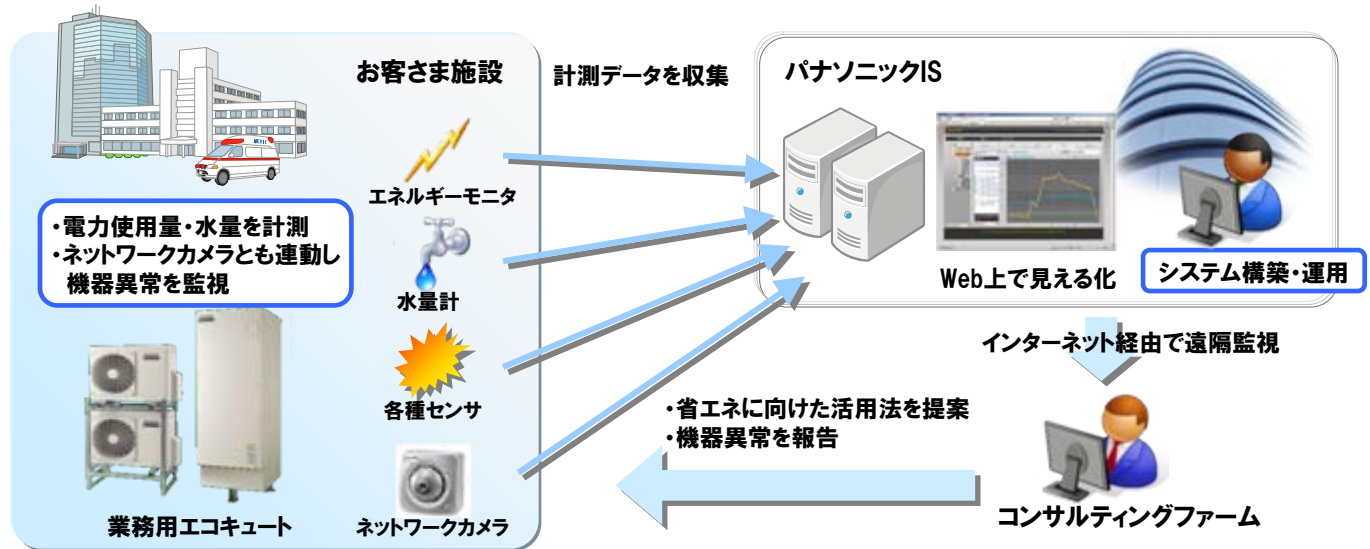 お客さま施設
計測データを収集
パナソニックIS
エネルギーモニタ
・電力使用量・水量を計測
・ネットワークカメラとも連動し
機器異常を監視
水量計
Web上で見える化
システム構築・運用
インターネット経由で遠隔監視
各種センサ
・省エネに向けた活用法を提案
・機器異常を報告
業務用エコキュート
ネットワークカメラ
コンサルティングファーム